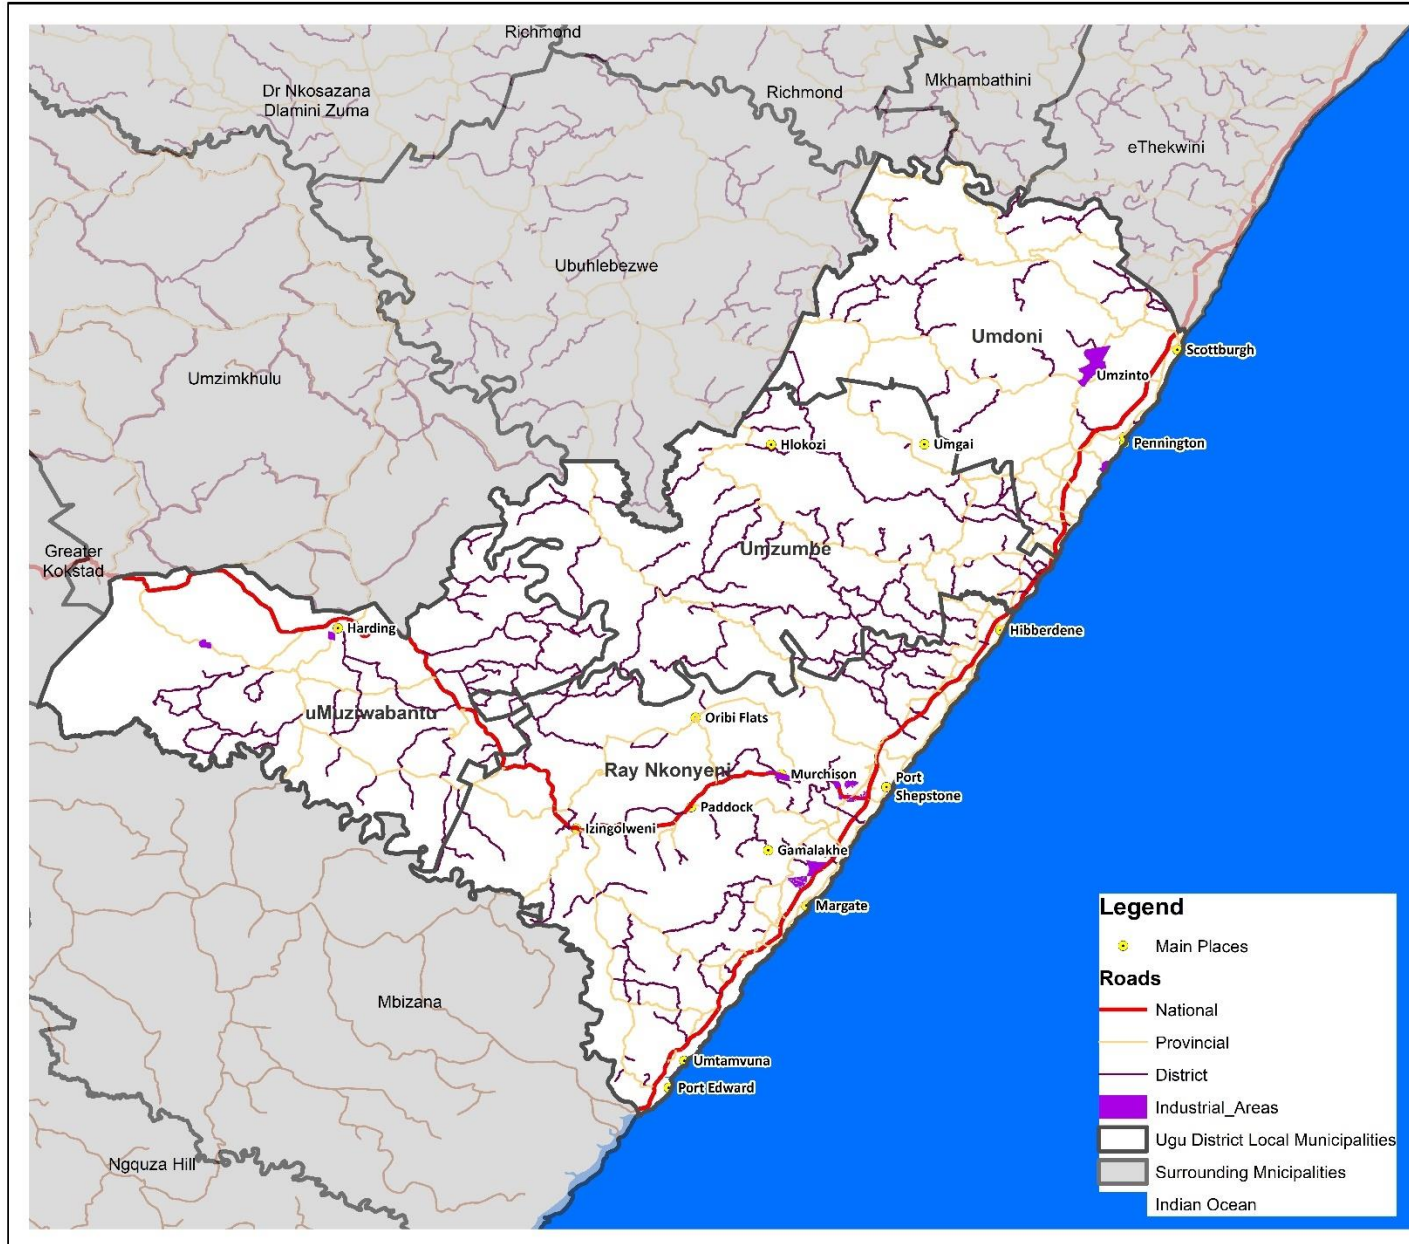 Richmond
Dr Nkosazana
Dlamini Zuma
Richmond
Mkhambathini
eThekwini
Ubuhlebezwe
Umzimkhulu
Umdoni
Scottburgh
Umzinto
Hlokozi
Umgai
Pennington
Greater
Kokstad
Umzumbe
Harding
Hibberdene
uMuziwabantu
Oribi Flats
Ray Nkonyeni
Murchison
Port
Shepstone
Paddock
Izingolweni
Gamalakhe
Margate
Mbizana
Umtamvuna
Port Edward
Ngquza Hill
Legend
Main Places
Roads
National
Provincial
District
Industrial_Areas
Ugu District Local Municipalities
Surrounding Mnicipalities
Indian Ocean